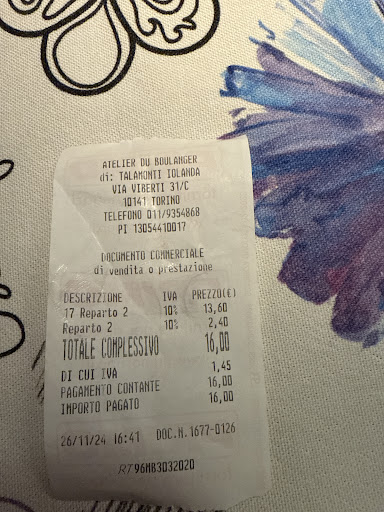 ATELIER DU BOULANGER
di: TALAMONTI IOLANDA
VIA VIBERTI 31/C
10141 TORINO
TELEFONO 011/9354868
PI 13054410017
DOCUMENTO COMMERCIALE
di vendita o prestazione
DESCRIZIONE IVA PREZZO(€)
17 Reparto 2 10% 13,60
Reparto 2 10% 2,40
TOTALE COMPLESSIVO 16,00
DI CUI IVA 1,45
PAGAMENTO CONTANTE 16,00
IMPORTO PAGATO 16,00
26/11/24 16:41 DOC.N.1677-0126
RT 96MB3032020